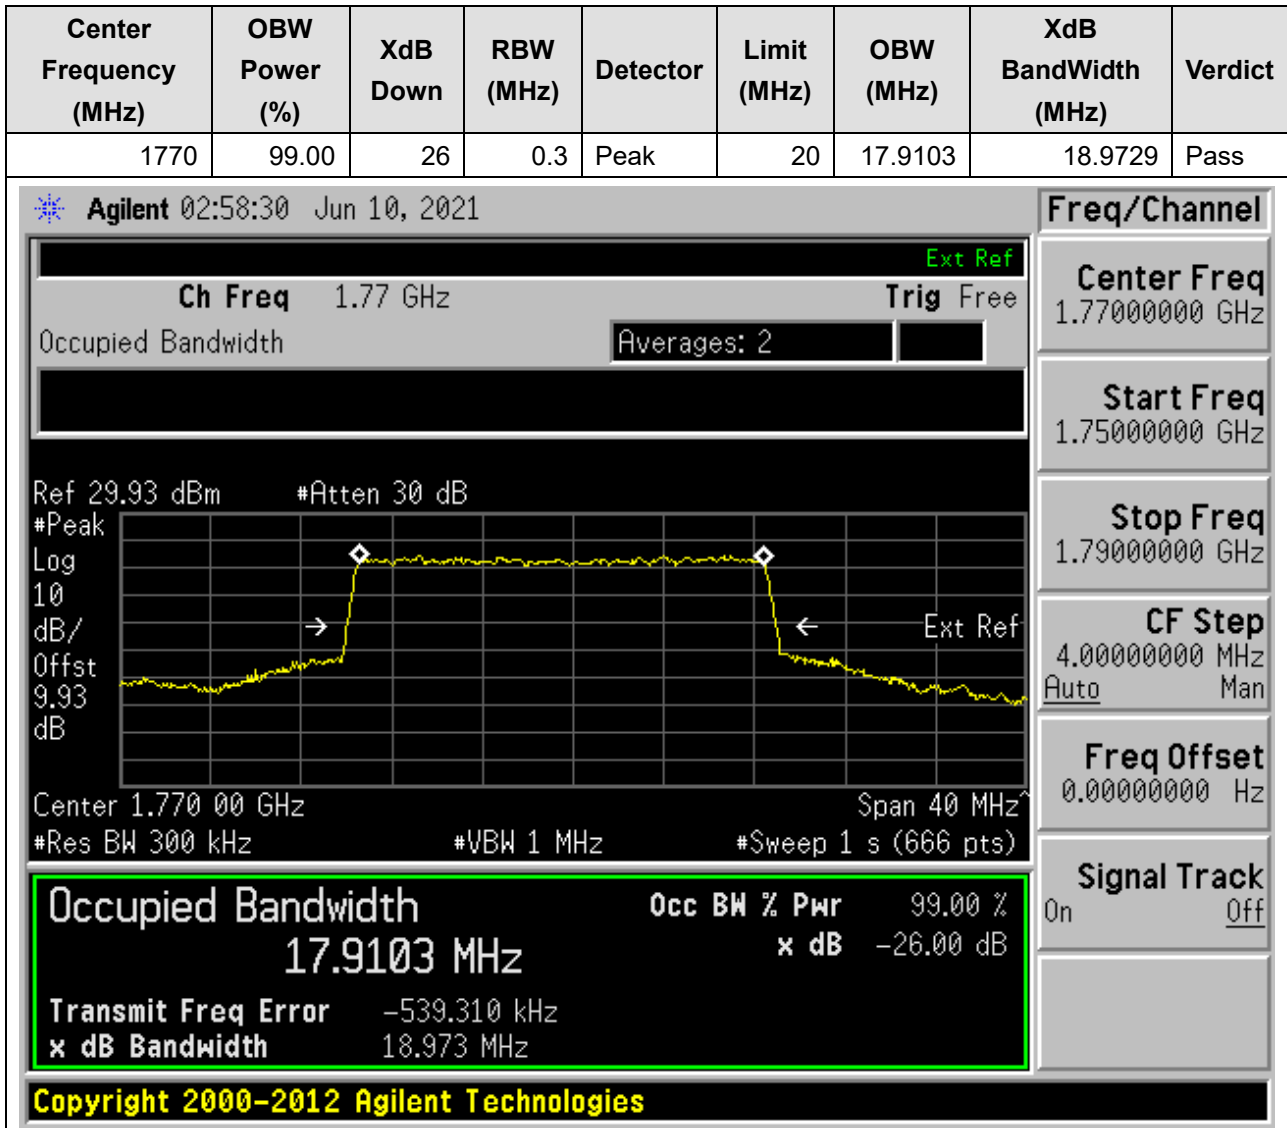 Center Frequency (MHz) OBW Power (%) XdB Down RBW (MHz) Detector Limit (MHz) OBW (MHz) XdB BandWidth (MHz) Verdict
1770 99.00 26 0.3 Peak 20 17.9103 18.9729 Pass
Agilent 02:58:30 Jun 10, 2021
Freq/Channel
Ext Ref
Ch Freq 1.77 GHz Trig Free
Occupied Bandwidth Averages: 2
Center Freq
1.77000000 GHz
Start Freq
1.75000000 GHz
Stop Freq
1.79000000 GHz
CF Step
4.00000000 MHz
Auto Man
Freq Offset
0.00000000 Hz
Signal Track
On Off
Ref 29.93 dBm #Atten 30 dB
#Peak
Log
10
dB/
Offst
9.93
dB
Ext Ref
Center 1.770 00 GHz Span 40 MHz^
#Res BW 300 kHz #VBW 1 MHz #Sweep 1 s (666 pts)
Occupied Bandwidth Occ BW % Pwr 99.00 %
17.9103 MHz x dB -26.00 dB
Transmit Freq Error -539.310 kHz
x dB Bandwidth 18.973 MHz
Copyright 2000-2012 Agilent Technologies